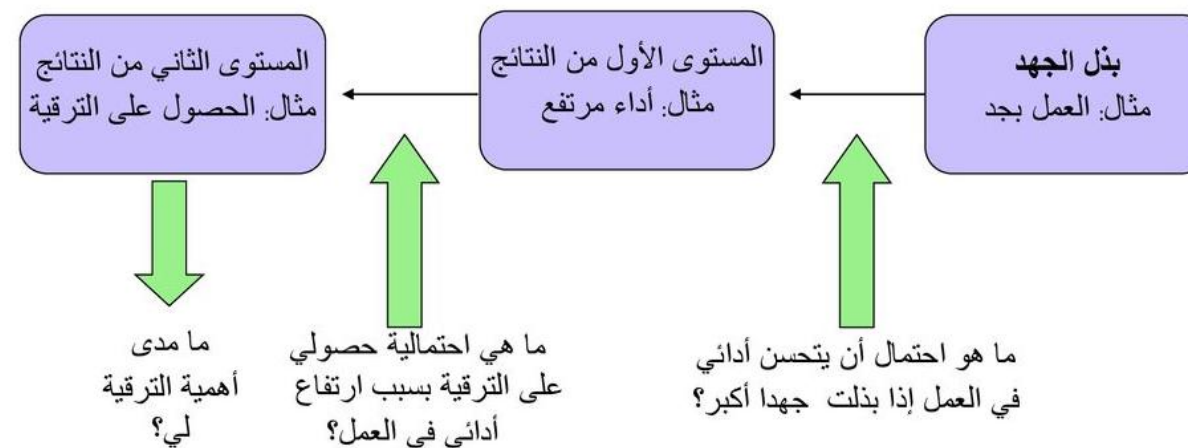 بذل الجهد
مثال: العمل بجد
المستوى الأول من النتائج
مثال: أداء مرتفع
المستوى الثاني من النتائج
مثال: الحصول على الترقية
ما هو احتمال أن يتحسن أدائي
في العمل إذا بذلت جهدا أكبر؟
ما هي احتمالية حصولي
على الترقية بسبب ارتفاع
أدائي في العمل؟
ما مدى
أهمية الترقية
لي؟